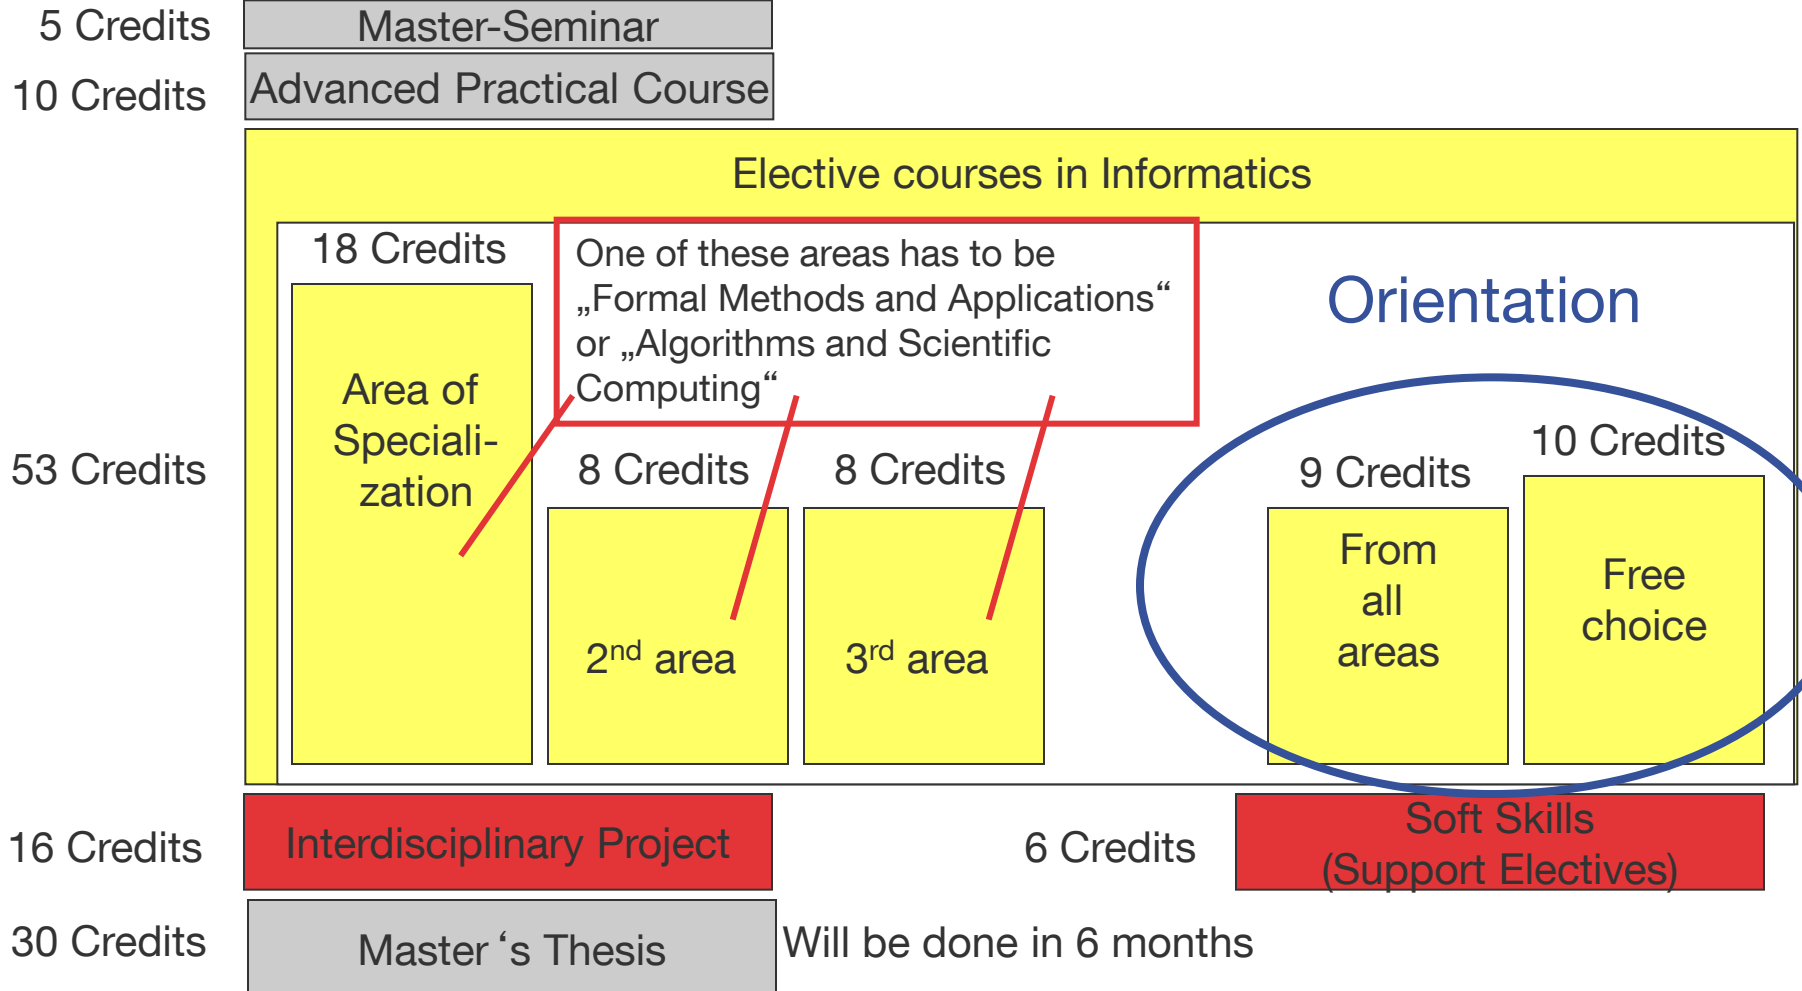 5 Credits
Master-Seminar
10 Credits
Advanced Practical Course
Elective courses in Informatics
53 Credits
18 Credits
Area of
Speciali-
zation
One of these areas has to be
„Formal Methods and Applications“
or „Algorithms and Scientific
Computing“
8 Credits
2nd area
8 Credits
3rd area
Orientation
9 Credits
From
all
areas
10 Credits
Free
choice
16 Credits
Interdisciplinary Project
6 Credits
Soft Skills
(Support Electives)
30 Credits
Master‘s Thesis
Will be done in 6 months